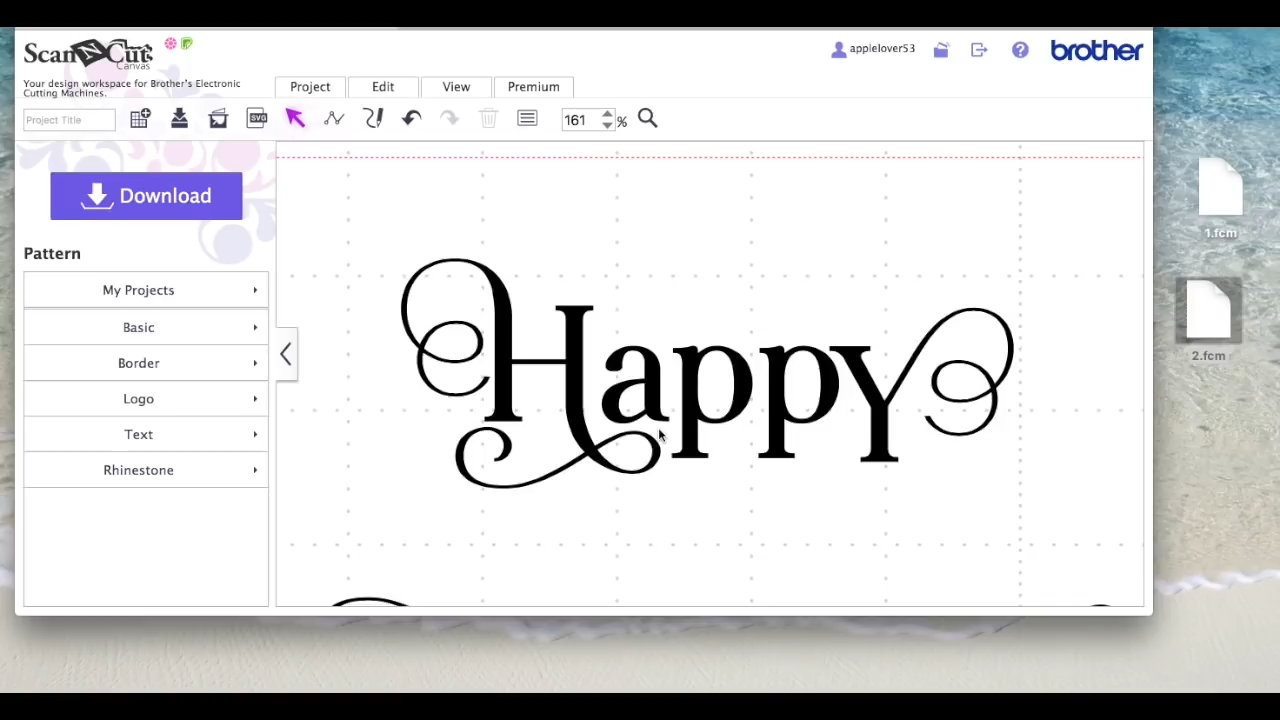 ScanNCut
Canvas
Your design workspace for Brother's Electronic
Cutting Machines.
applelover53
?
brother
Project
Edit
View
Premium
Project Title
SVG
161
%
Download
Pattern
My Projects
Basic
Border
Logo
Text
Rhinestone
Happy
1.fcm
2.fcm